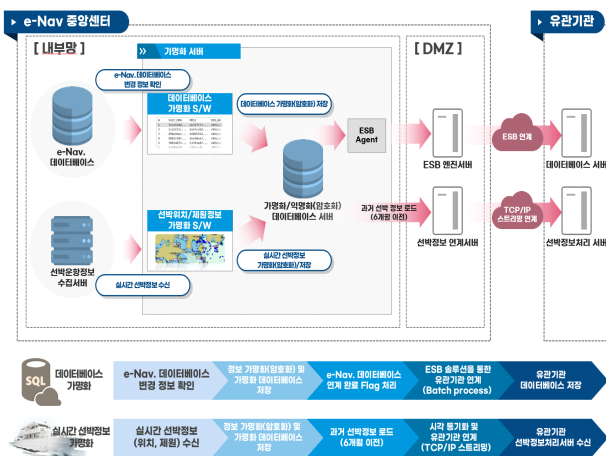 e-Nav 중앙센터
유관기관
[ 내부망 ]
가명화 서버
[ DMZ ]
e-Nav. 데이터베이스
변경 정보 확인
데이터베이스
가명화 S/W
데이터베이스 가명화(암호화) 저장
e-Nav.
데이터베이스
ESB
Agent
ESB 엔진서버
ESB 연계
데이터베이스 서버
가명화/익명화(암호화)
데이터베이스 서버
선박위치/제원정보
가명화 S/W
과거 선박 정보 로드
(6개월 이전)
TCP/IP
스트리밍 연계
선박정보 연계서버
선박정보처리 서버
선박운항정보
수집서버
실시간 선박정보 수신
실시간 선박정보
가명화(암호화)/저장
SQL
데이터베이스
가명화
e-Nav. 데이터베이스
변경 정보 확인
정보 가명화(암호화) 및
가명화 데이터베이스
저장
e-Nav. 데이터베이스
연계 완료 Flag 처리
ESB 솔루션을 통한
유관기관 연계
(Batch process)
유관기관
데이터베이스 저장
실시간 선박정보
가명화
실시간 선박정보
(위치, 제원) 수신
정보 가명화(암호화) 및
가명화 데이터베이스
저장
과거 선박정보 로드
(6개월 이전)
시각 동기화 및
유관기관 연계
(TCP/IP 스트리밍)
유관기관
선박정보처리서버 수신